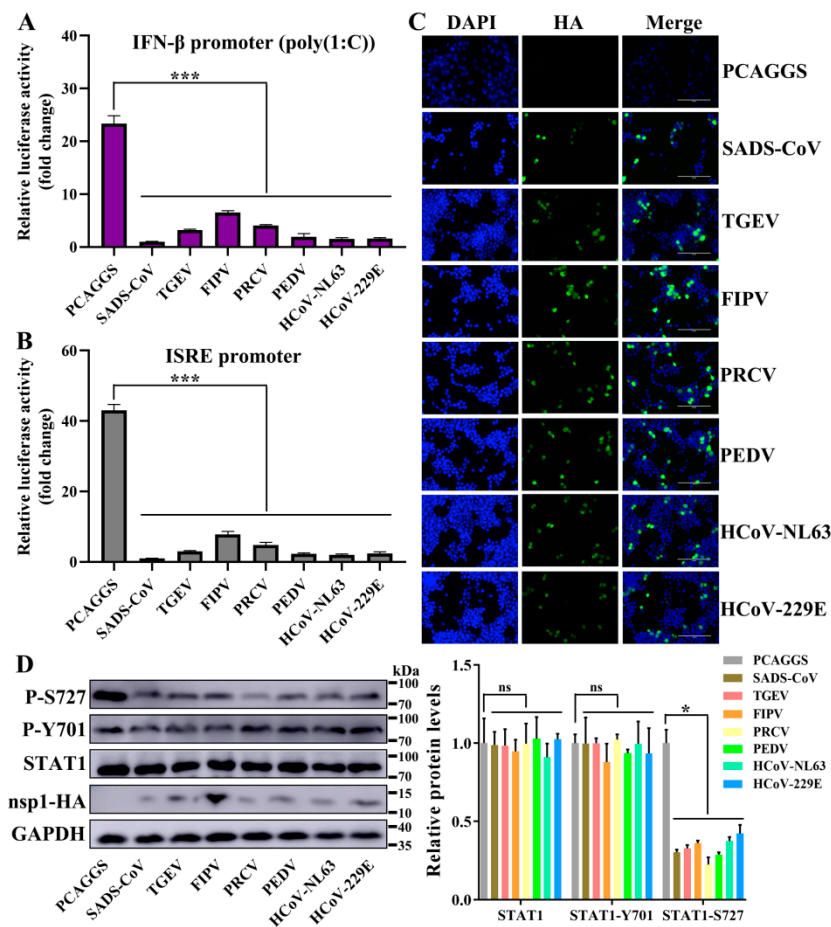 A
IFN-β promoter (poly(1:C))
Relative luciferase activity
(fold change)
40
30
20
10
0
***
PCAGGS
SADS-CoV
TGEV
FIPV
PRCV
PEDV
HCoV-NL63
HCoV-229E
B
ISRE promoter
Relative luciferase activity
(fold change)
60
40
20
0
***
PCAGGS
SADS-CoV
TGEV
FIPV
PRCV
PEDV
HCoV-NL63
HCoV-229E
C
DAPI HA Merge
PCAGGS
SADS-CoV
TGEV
FIPV
PRCV
PEDV
HCoV-NL63
HCoV-229E
D
kDa
P-S727
100
70
P-Y701
100
70
STAT1
100
70
nsp1-HA
15
10
GAPDH
40
35
PCAGGS
SADS-CoV
TGEV
FIPV
PRCV
PEDV
HCoV-NL63
HCoV-229E
Relative protein levels
1.5
1.0
0.5
0.0
ns
ns
*
STAT1 STAT1-Y701 STAT1-S727
PCAGGS
SADS-CoV
TGEV
FIPV
PRCV
PEDV
HCoV-NL63
HCoV-229E